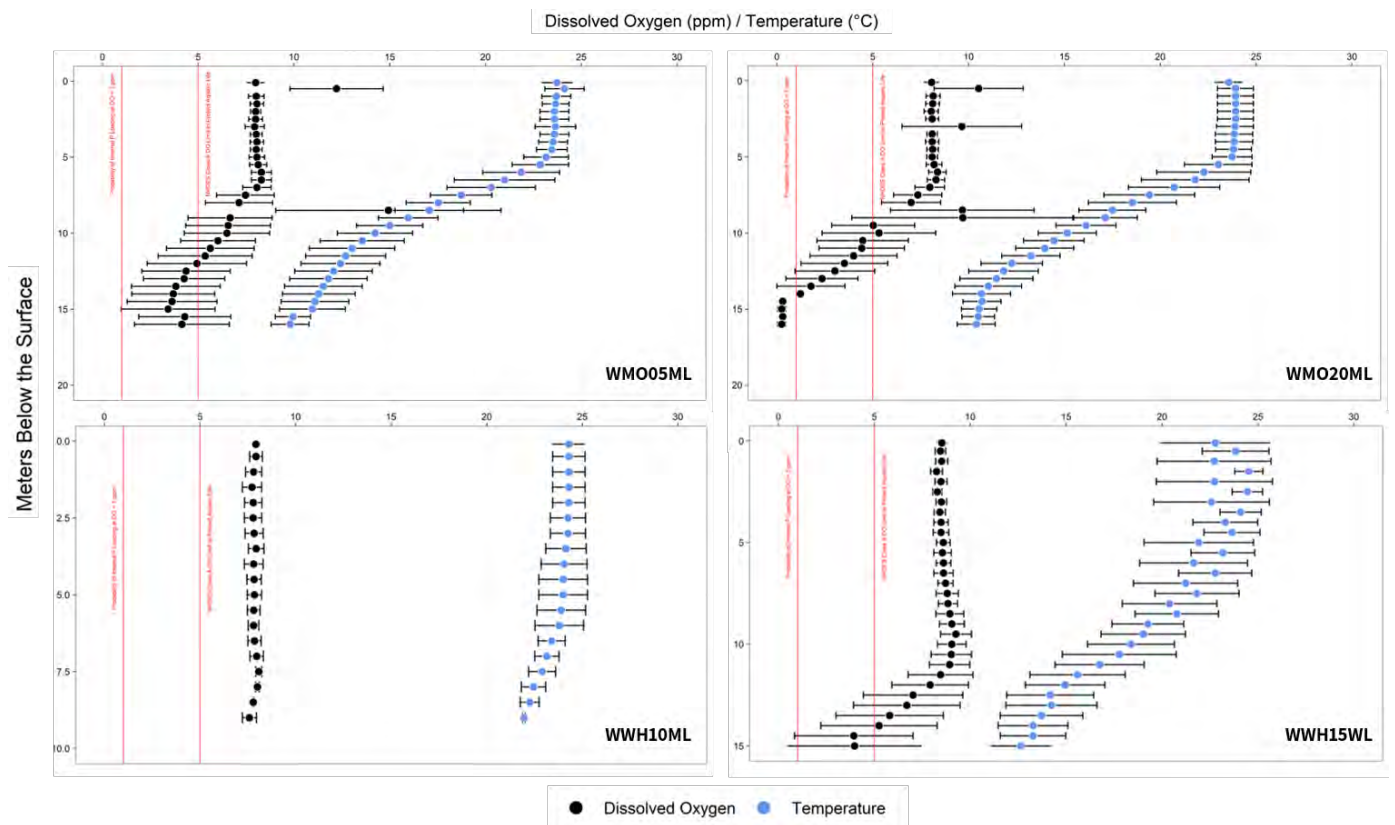 Dissolved Oxygen (ppm) / Temperature (°C)
0 5 10 15 20 25 30
0 5 10 15 20 25 30
0
5
10
15
20
WMO05ML
0
5
10
15
20
WMO20ML
Meters Below the Surface
0 5 10 15 20 25 30
0 5 10 15 20 25 30
0.0
2.5
5.0
7.5
10.0
WWH10ML
0
5
10
15
WWH15WL
Dissolved Oxygen Temperature